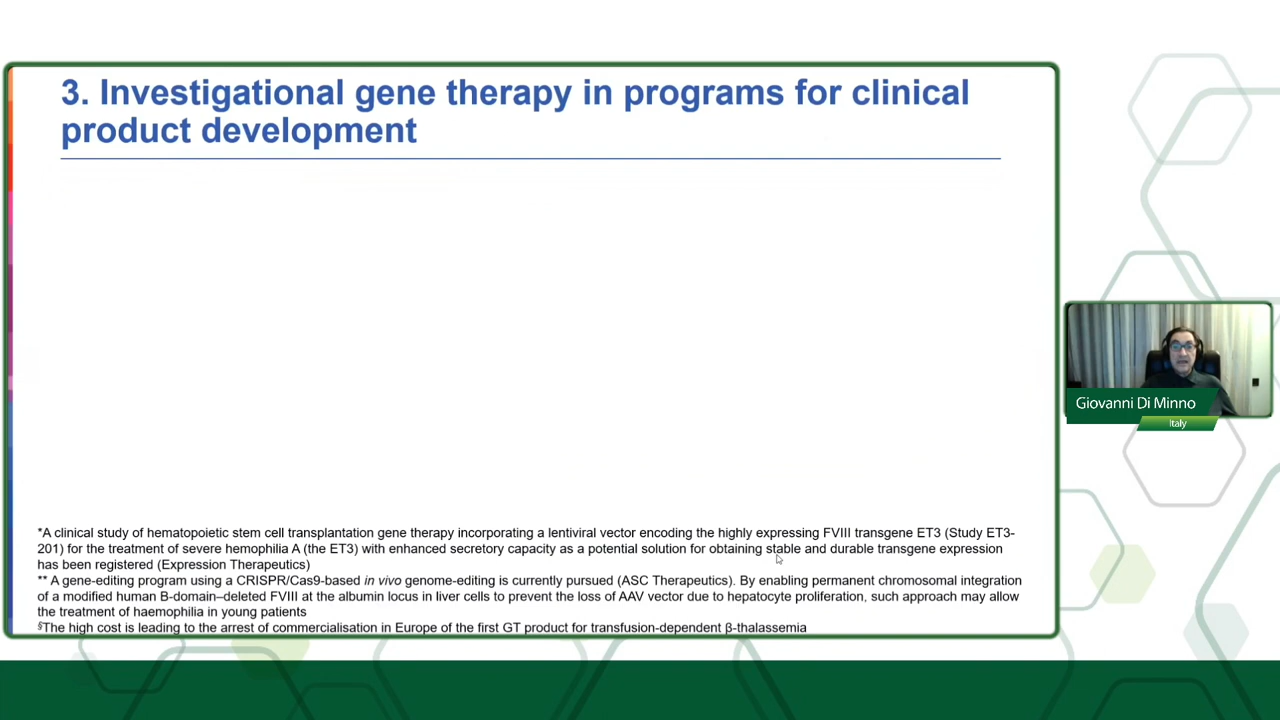 3. Investigational gene therapy in programs for clinical
product development
*A clinical study of hematopoietic stem cell transplantation gene therapy incorporating a lentiviral vector encoding the highly expressing FVIII transgene ET3 (Study ET3-
201) for the treatment of severe hemophilia A (the ET3) with enhanced secretory capacity as a potential solution for obtaining stable and durable transgene expression
has been registered (Expression Therapeutics)
** A gene-editing program using a CRISPR/Cas9-based in vivo genome-editing is currently pursued (ASC Therapeutics). By enabling permanent chromosomal integration
of a modified human B-domain–deleted FVIII at the albumin locus in liver cells to prevent the loss of AAV vector due to hepatocyte proliferation, such approach may allow
the treatment of haemophilia in young patients
§The high cost is leading to the arrest of commercialisation in Europe of the first GT product for transfusion-dependent β-thalassemia
Giovanni Di Minno
Italy